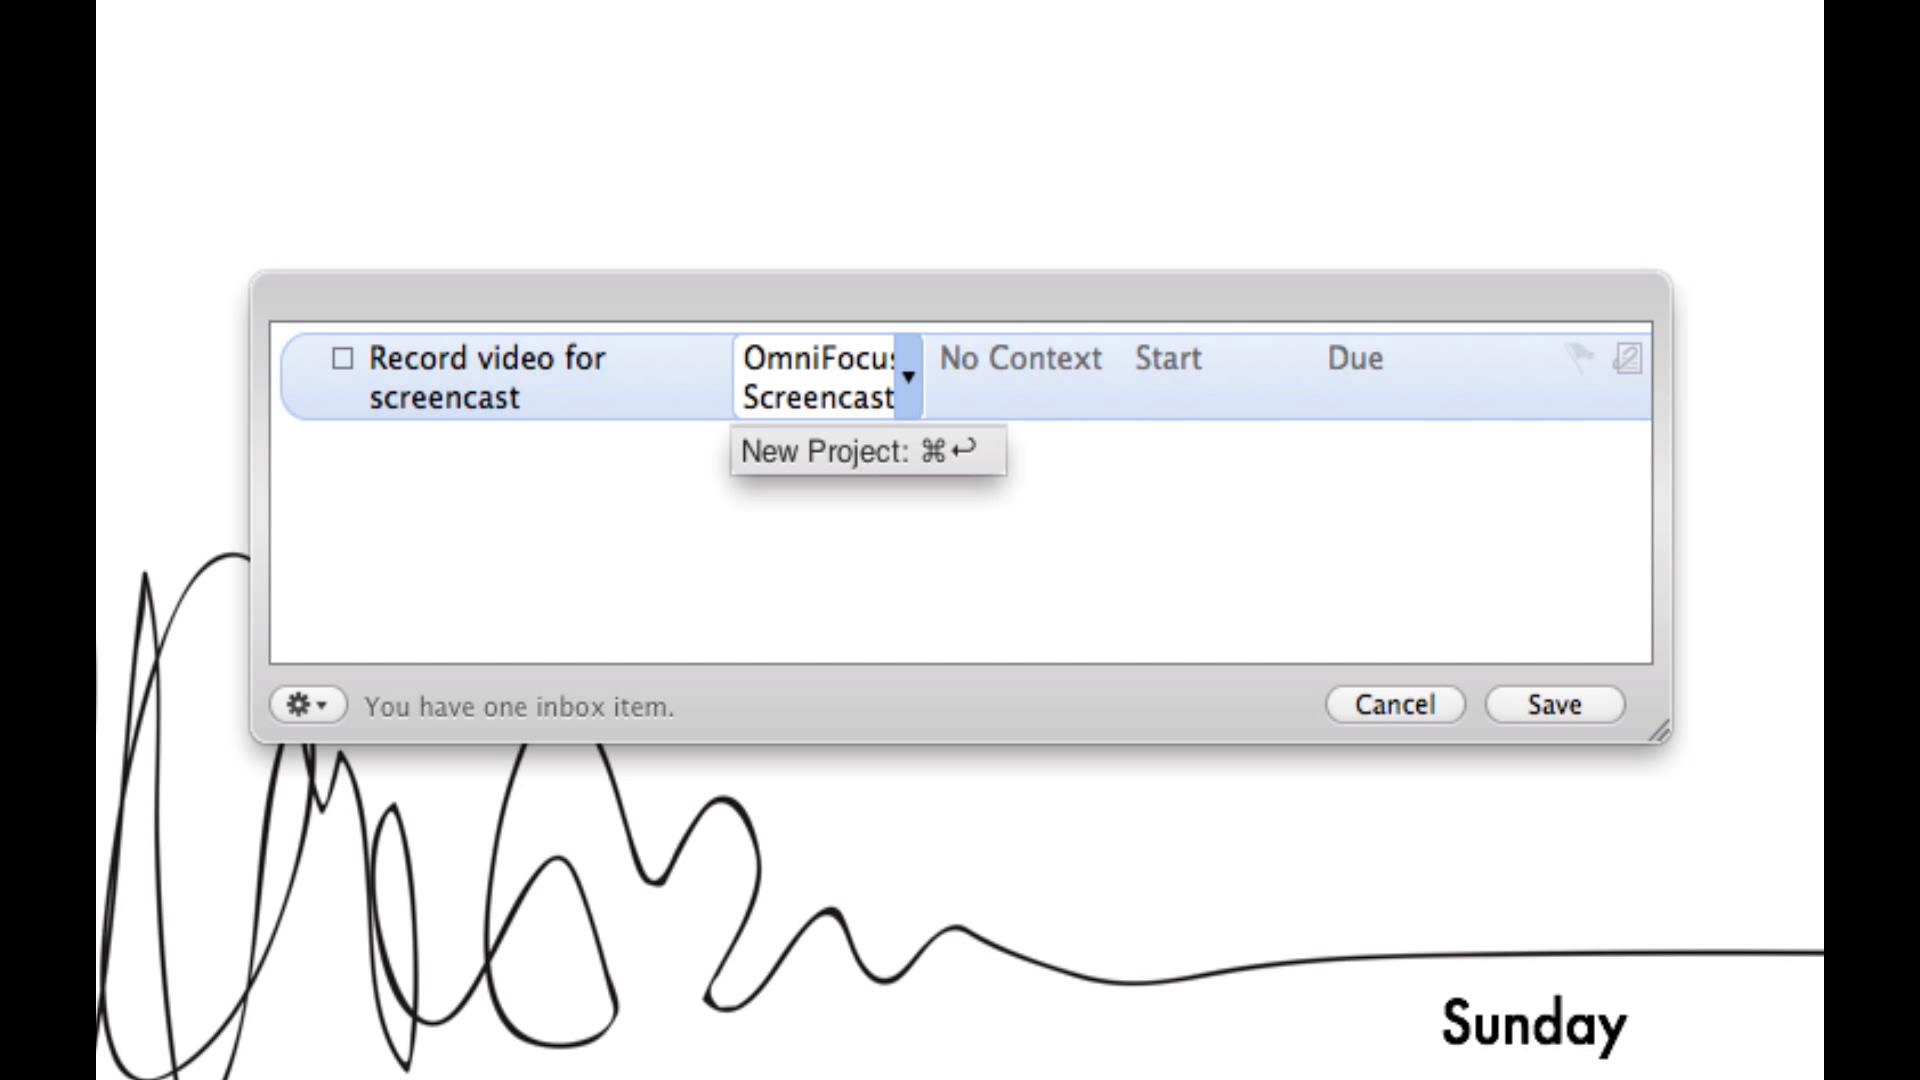 Record video for
screencast
OmniFocus
Screencast
No Context
Start
Due
New Project: ⌘↩
You have one inbox item.
Cancel
Save
Sunday